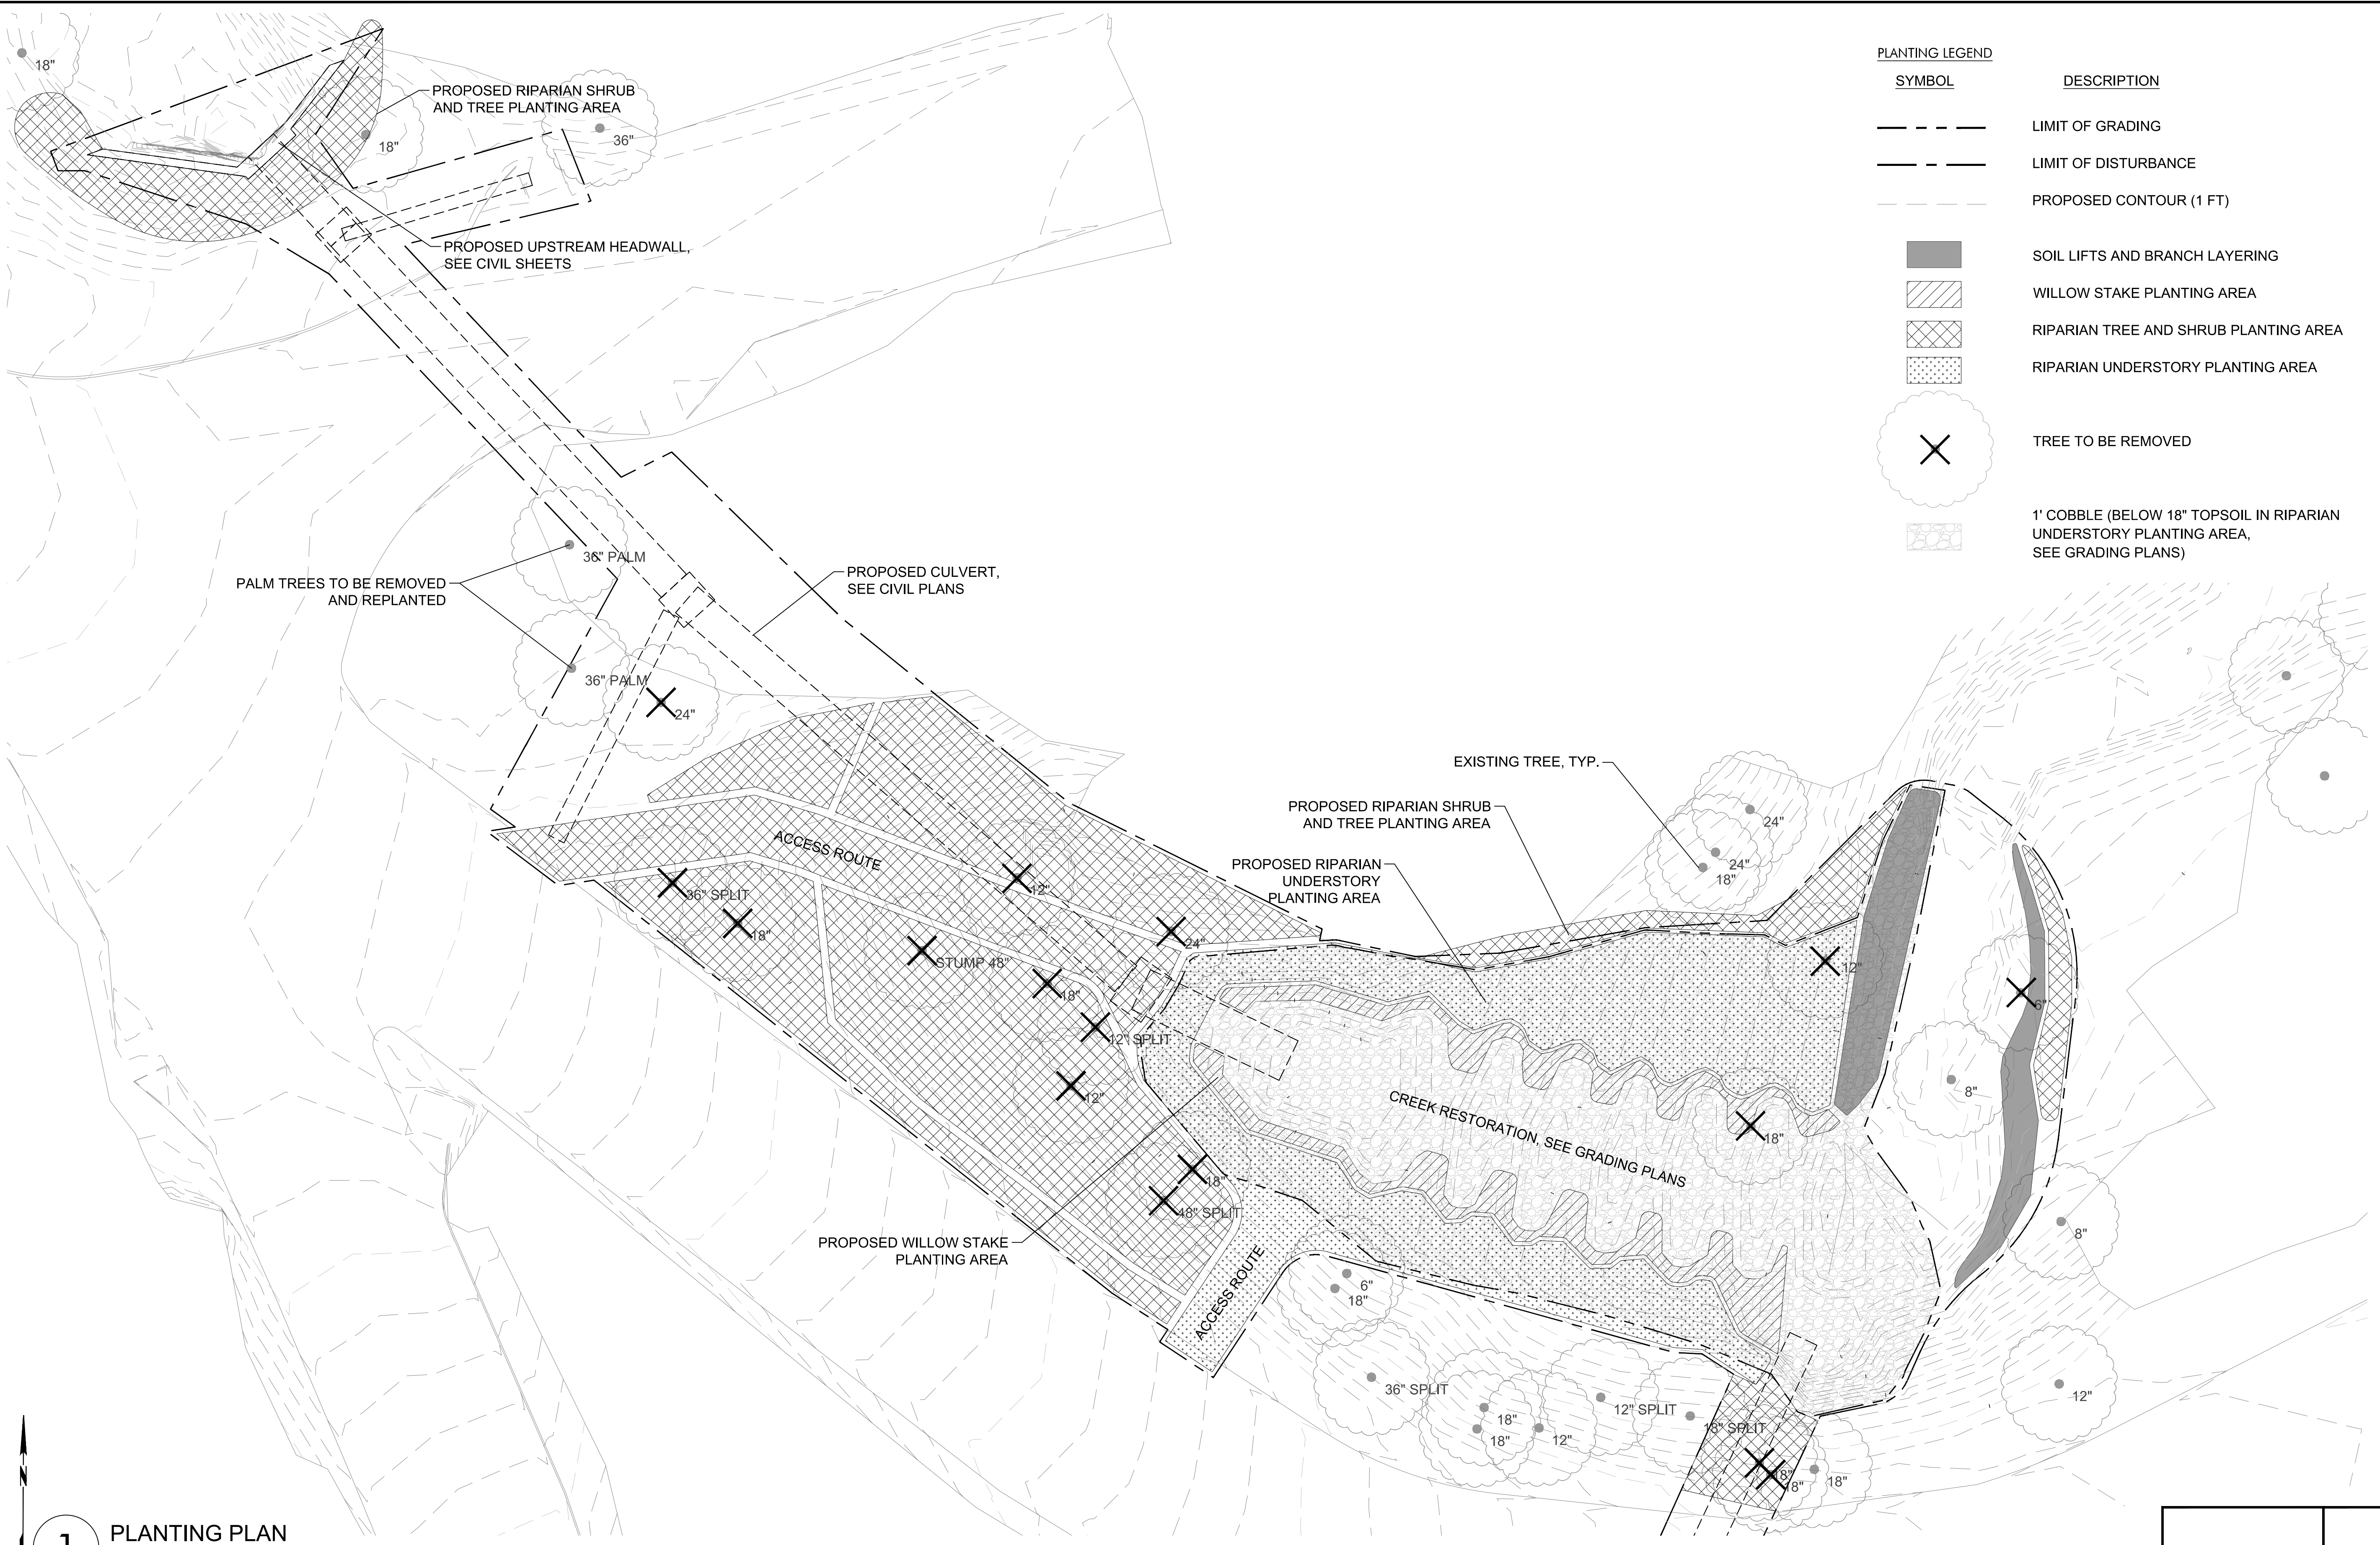 PLANTING LEGEND
SYMBOL
DESCRIPTION
LIMIT OF GRADING
LIMIT OF DISTURBANCE
PROPOSED CONTOUR (1 FT)
SOIL LIFTS AND BRANCH LAYERING
WILLOW STAKE PLANTING AREA
RIPARIAN TREE AND SHRUB PLANTING AREA
RIPARIAN UNDERSTORY PLANTING AREA
TREE TO BE REMOVED
1' COBBLE (BELOW 18" TOPSOIL IN RIPARIAN
UNDERSTORY PLANTING AREA,
SEE GRADING PLANS)
18"
PROPOSED RIPARIAN SHRUB
AND TREE PLANTING AREA
18"
36"
PROPOSED UPSTREAM HEADWALL,
SEE CIVIL SHEETS
36" PALM
PALM TREES TO BE REMOVED
AND REPLANTED
PROPOSED CULVERT,
SEE CIVIL PLANS
36" PALM
24"
EXISTING TREE, TYP.
PROPOSED RIPARIAN SHRUB
AND TREE PLANTING AREA
PROPOSED RIPARIAN
UNDERSTORY
PLANTING AREA
24"
24"
18"
ACCESS ROUTE
36" SPLIT
18"
12"
STUMP 48"
24"
18"
12" SPLIT
12"
12"
6"
8"
18"
CREEK RESTORATION, SEE GRADING PLANS
18"
48" SPLIT
8"
PROPOSED WILLOW STAKE
PLANTING AREA
ACCESS ROUTE
6"
18"
36" SPLIT
18"
18"
12"
12" SPLIT
18" SPLIT
12"
18"
18"
18"
N
1
PLANTING PLAN